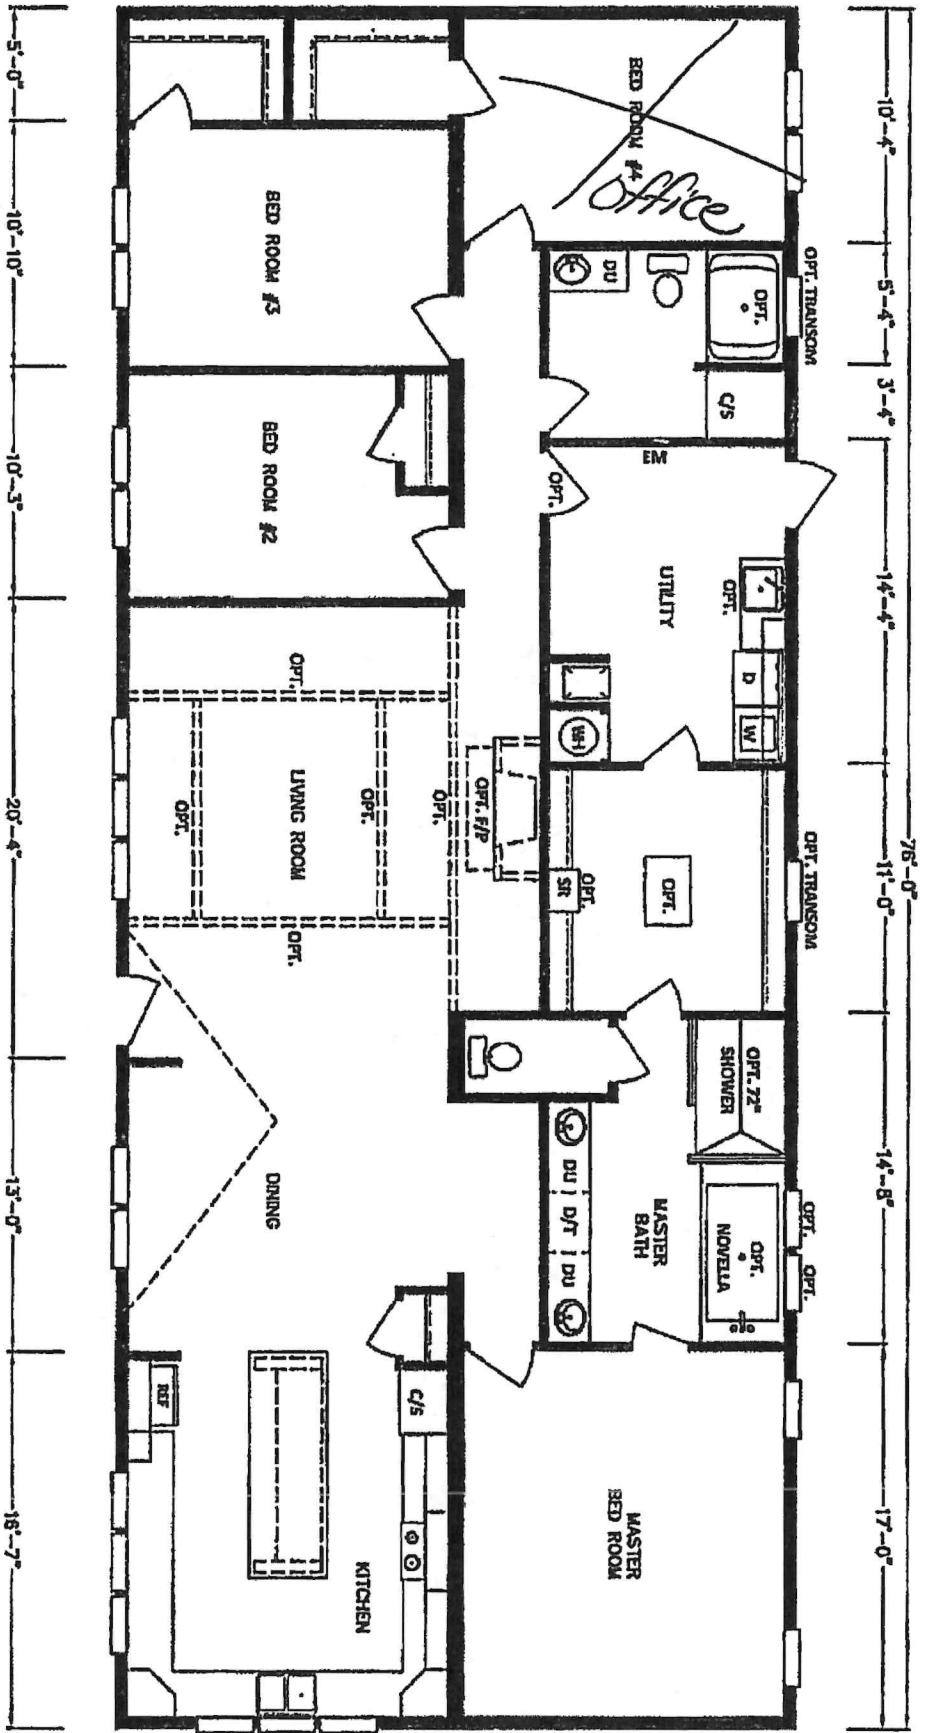 76'-0"
10'-4"
5'-4"
3'-4"
14'-4"
11'-0"
14'-8"
17'-0"
OPT. TRANSOM
OPT. TRANSOM
OPT.
OPT.
BED ROOM #4
office
OPT.
DU
C/S
EM
OPT.
UTILITY
OPT.
D
W
WH
OPT.
OPT.
SR
OPT. 72"
SHOWER
OPT.
NOVELLA
MASTER
BATH
DU
D/T
DU
MASTER
BED ROOM
BED ROOM #3
BED ROOM #2
OPT. F/P
OPT.
OPT.
OPT.
LIVING ROOM
OPT.
OPT.
DINING
C/S
REF
KITCHEN
5'-0"
10'-10"
10'-3"
20'-4"
13'-0"
16'-7"